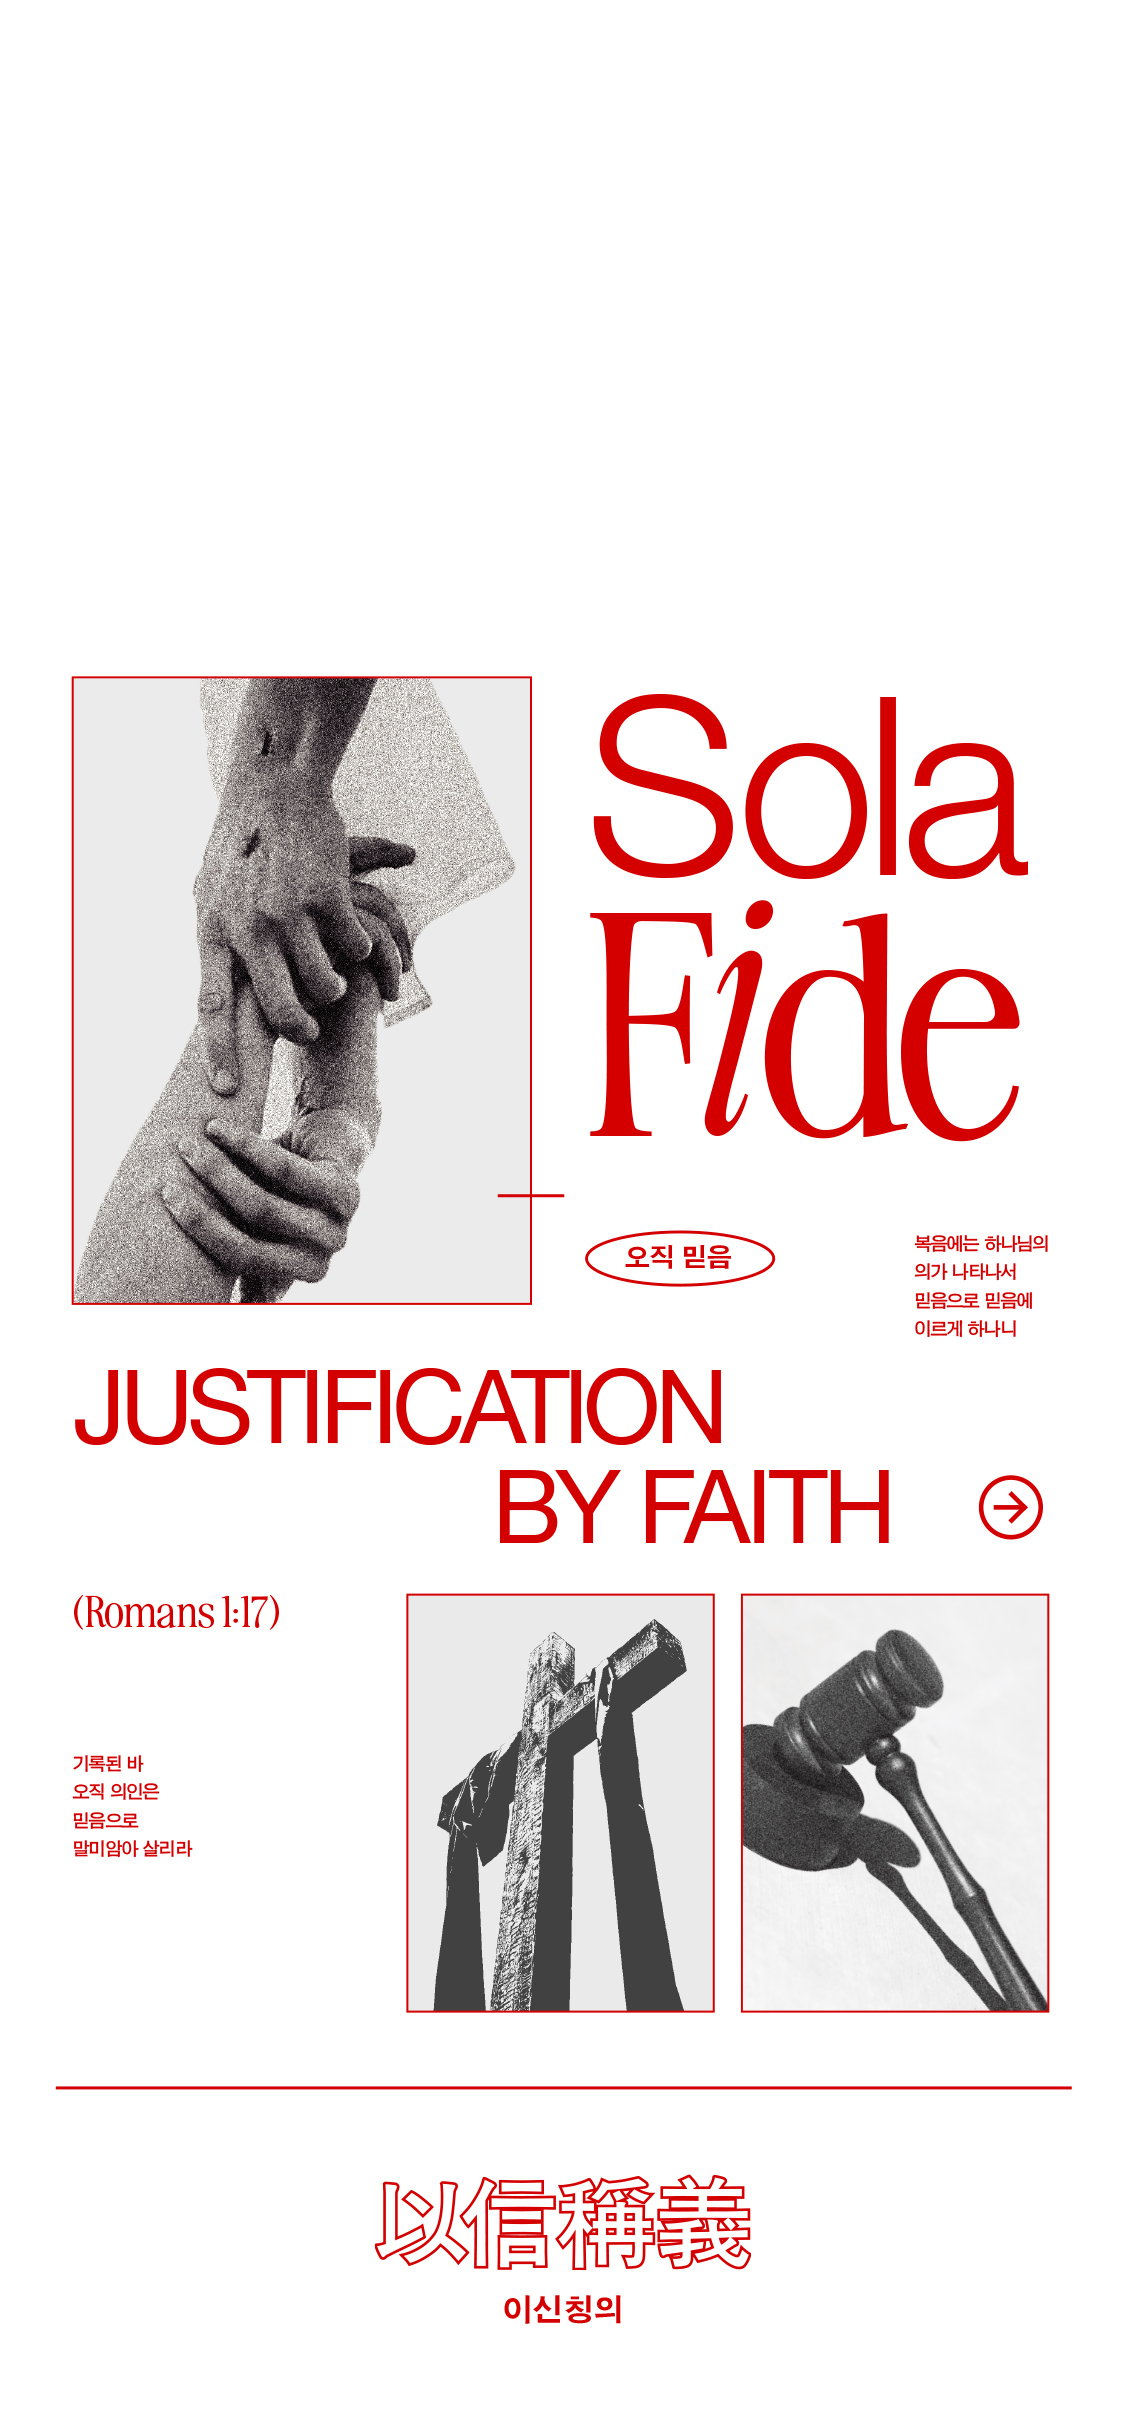 Sola
Fide
오직 믿음
복음에는 하나님의
의가 나타나서
믿음으로 믿음에
이르게 하나니
JUSTIFICATION
BY FAITH
(Romans 1:17)
기록된 바
오직 의인은
믿음으로
말미암아 살리라
以信稱義
이신칭의